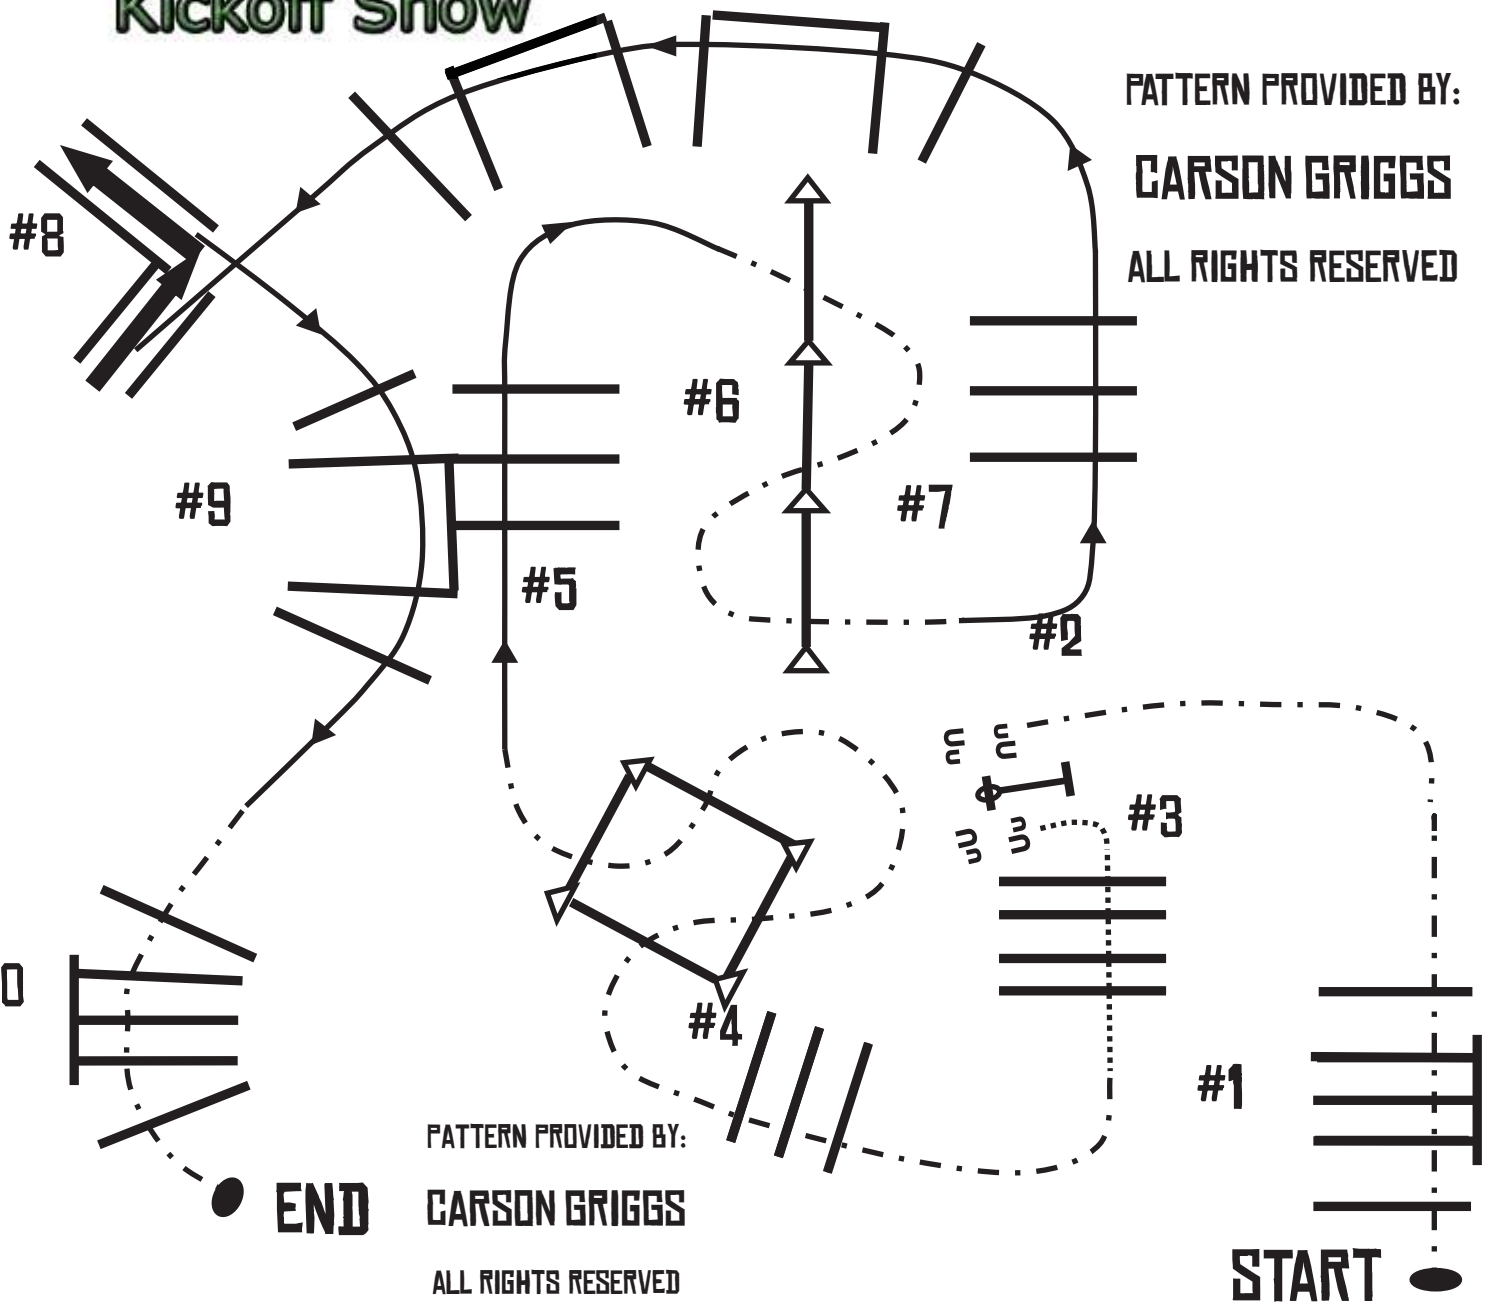 Kickoff Show
PATTERN PROVIDED BY:
CARSON GRIGGS
ALL RIGHTS RESERVED
#8
#6
#9
#7
#5
#2
#3
0
#4
#1
PATTERN PROVIDED BY:
CARSON GRIGGS
ALL RIGHTS RESERVED
END
START